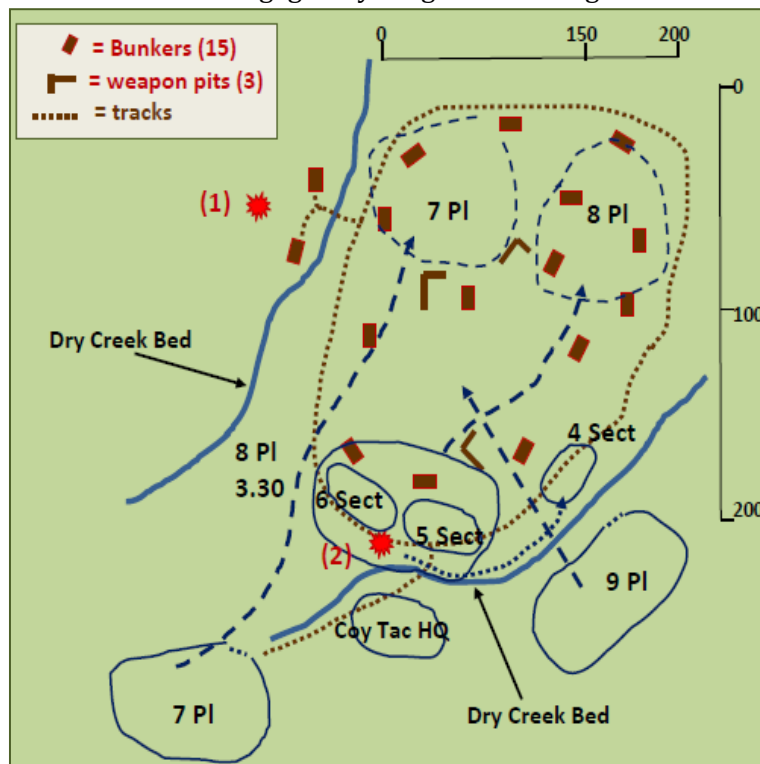 = Bunkers (15)
= weapon pits (3)
= tracks
0
150
200
0
(1)
7 Pl
8 Pl
100
Dry Creek Bed
8 Pl
3.30
4 Sect
6 Sect
5 Sect
200
(2)
9 Pl
Coy Tac HQ
7 Pl
Dry Creek Bed